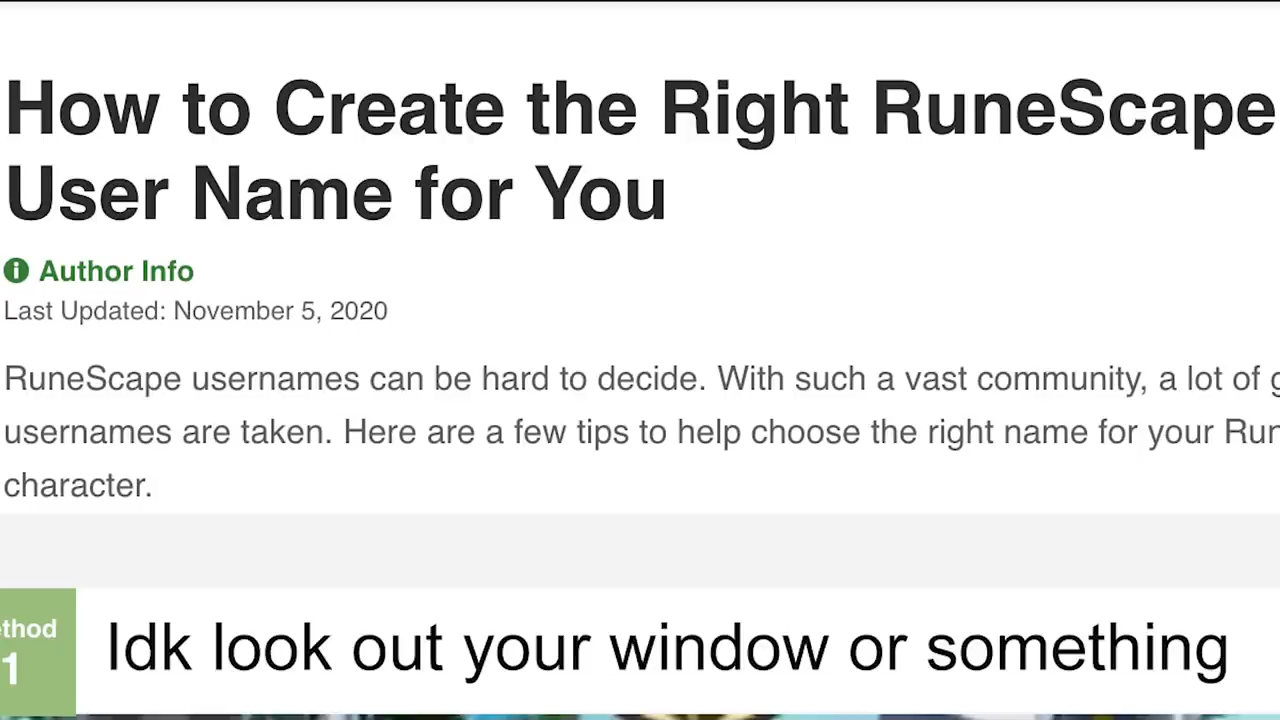 How to Create the Right RuneScape
User Name for You
Author Info
Last Updated: November 5, 2020
RuneScape usernames can be hard to decide. With such a vast community, a lot of
usernames are taken. Here are a few tips to help choose the right name for your
character.
Idk look out your window or something
1